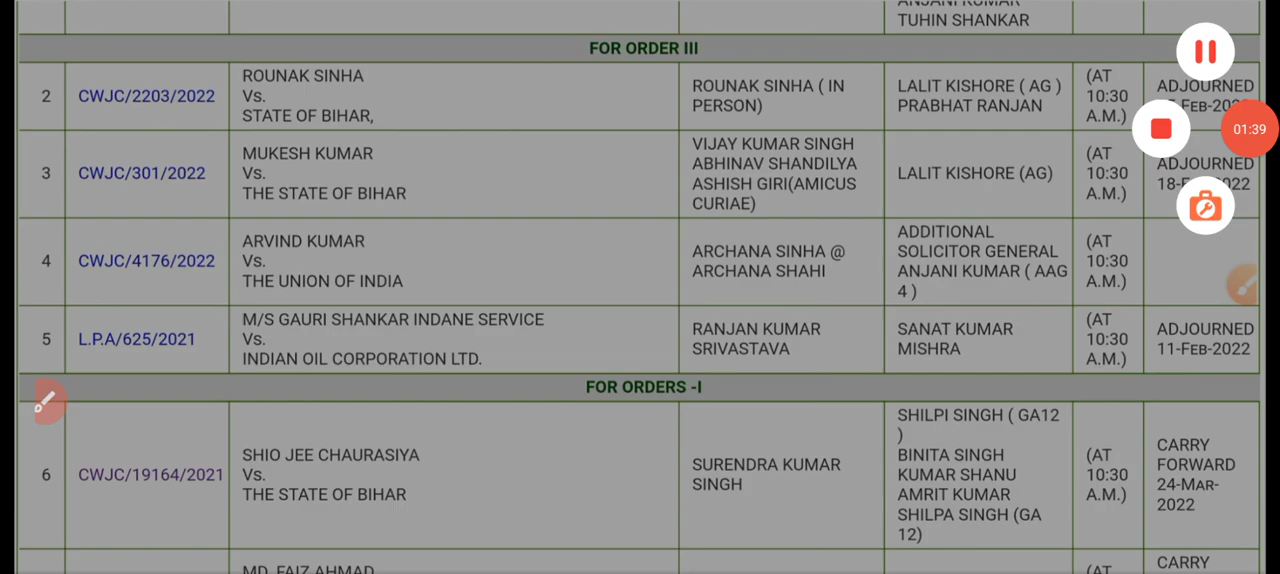 TUHIN SHANKAR
FOR ORDER III
2
CWJC/2203/2022
ROUNAK SINHA
Vs.
STATE OF BIHAR,
ROUNAK SINHA ( IN
PERSON)
LALIT KISHORE ( AG )
PRABHAT RANJAN
(AT
10:30
A.M.)
ADJOURNED
3
CWJC/301/2022
MUKESH KUMAR
Vs.
THE STATE OF BIHAR
VIJAY KUMAR SINGH
ABHINAV SHANDILYA
ASHISH GIRI(AMICUS
CURIAE)
LALIT KISHORE (AG)
(AT
10:30
A.M.)
ADJOURNED
4
CWJC/4176/2022
ARVIND KUMAR
Vs.
THE UNION OF INDIA
ARCHANA SINHA @
ARCHANA SHAHI
ADDITIONAL
SOLICITOR GENERAL
ANJANI KUMAR ( AAG
4 )
(AT
10:30
A.M.)
5
L.P.A/625/2021
M/S GAURI SHANKAR INDANE SERVICE
Vs.
INDIAN OIL CORPORATION LTD.
RANJAN KUMAR
SRIVASTAVA
SANAT KUMAR
MISHRA
(AT
10:30
A.M.)
ADJOURNED
11-FEB-2022
FOR ORDERS -I
6
CWJC/19164/2021
SHIO JEE CHAURASIYA
Vs.
THE STATE OF BIHAR
SURENDRA KUMAR
SINGH
SHILPI SINGH ( GA12
)
BINITA SINGH
KUMAR SHANU
AMRIT KUMAR
SHILPA SINGH (GA
12)
(AT
10:30
A.M.)
CARRY
FORWARD
24-MAR-
2022
MD. FAIZ AHMAD
(AT
CARRY
01:39